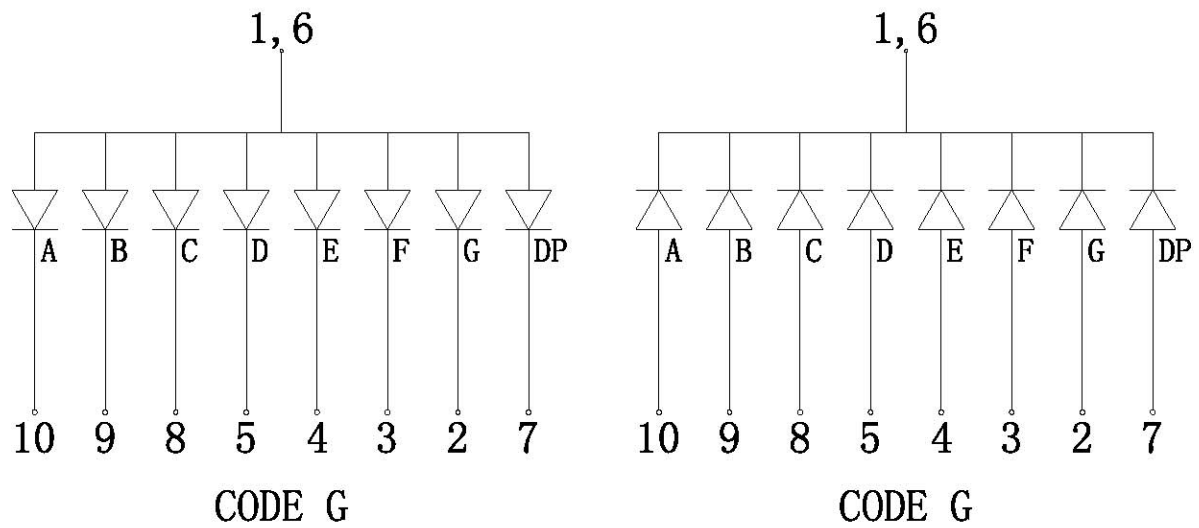 1,6 1,6
A B C D E F G DP A B C D E F G DP
10 9 8 5 4 3 2 7 10 9 8 5 4 3 2 7
CODE G CODE G